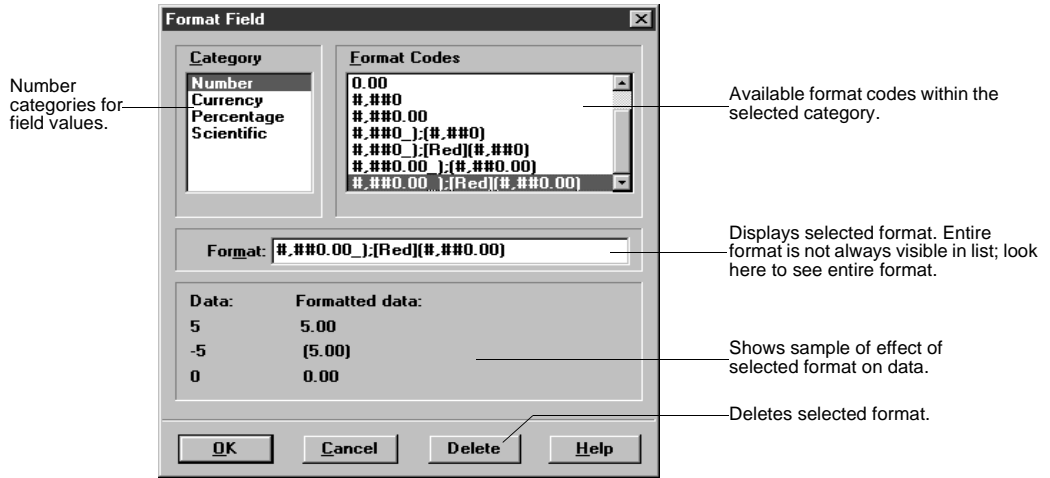 Format Field
Category
Number
Currency
Percentage
Scientific
Format Codes
0.00
#,##0
#,##0.00
#,##0_);(#,##0)
#,##0_);[Red](#,##0)
#,##0.00_);(#,##0.00)
#,##0.00_);[Red](#,##0.00)
Format: #,##0.00_);[Red](#,##0.00)
Data: Formatted data:
5 5.00
-5 (5.00)
0 0.00
OK Cancel Delete Help
Number
categories for
field values.
Available format codes within the
selected category.
Displays selected format. Entire
format is not always visible in list; look
here to see entire format.
Shows sample of effect of
selected format on data.
Deletes selected format.